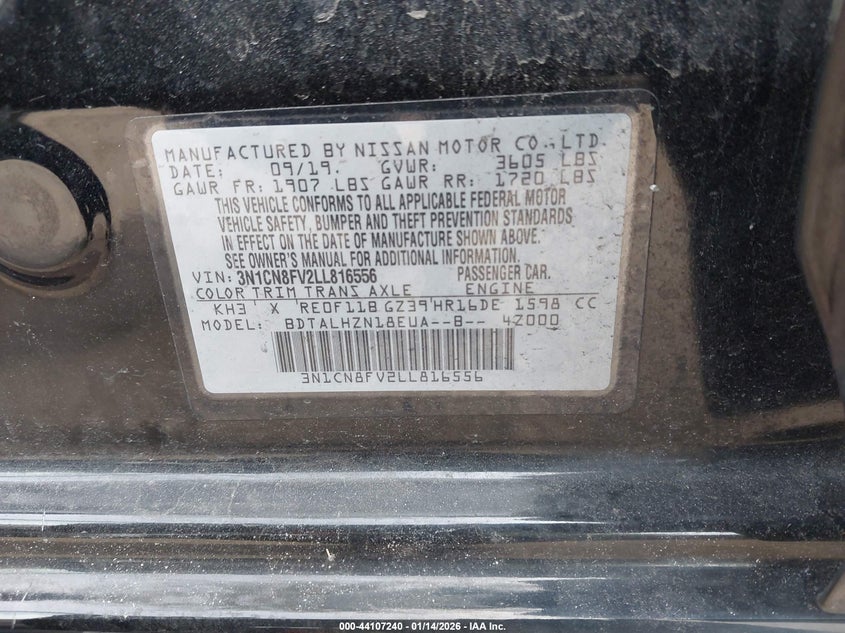 MANUFACTURED BY NISSAN MOTOR CO., LTD.
DATE: 09/19. GVWR: 3605 LBS
GAWR FR: 1907 LBS GAWR RR: 1720 LBS
THIS VEHICLE CONFORMS TO ALL APPLICABLE FEDERAL MOTOR
VEHICLE SAFETY, BUMPER AND THEFT PREVENTION STANDARDS
IN EFFECT ON THE DATE OF MANUFACTURE SHOWN ABOVE.
SEE OWNER'S MANUAL FOR ADDITIONAL INFORMATION.
VIN: 3N1CN8FV2LL816556 PASSENGER CAR.
COLOR TRIM TRANS AXLE ENGINE
KH3 X RE0F11B GZ39 HR16DE 1598 CC
MODEL: BDTALHZN18EUA--B-- 4Z000
3N1CN8FV2LL816556
000-44107240 - 01/14/2026 - IAA Inc.